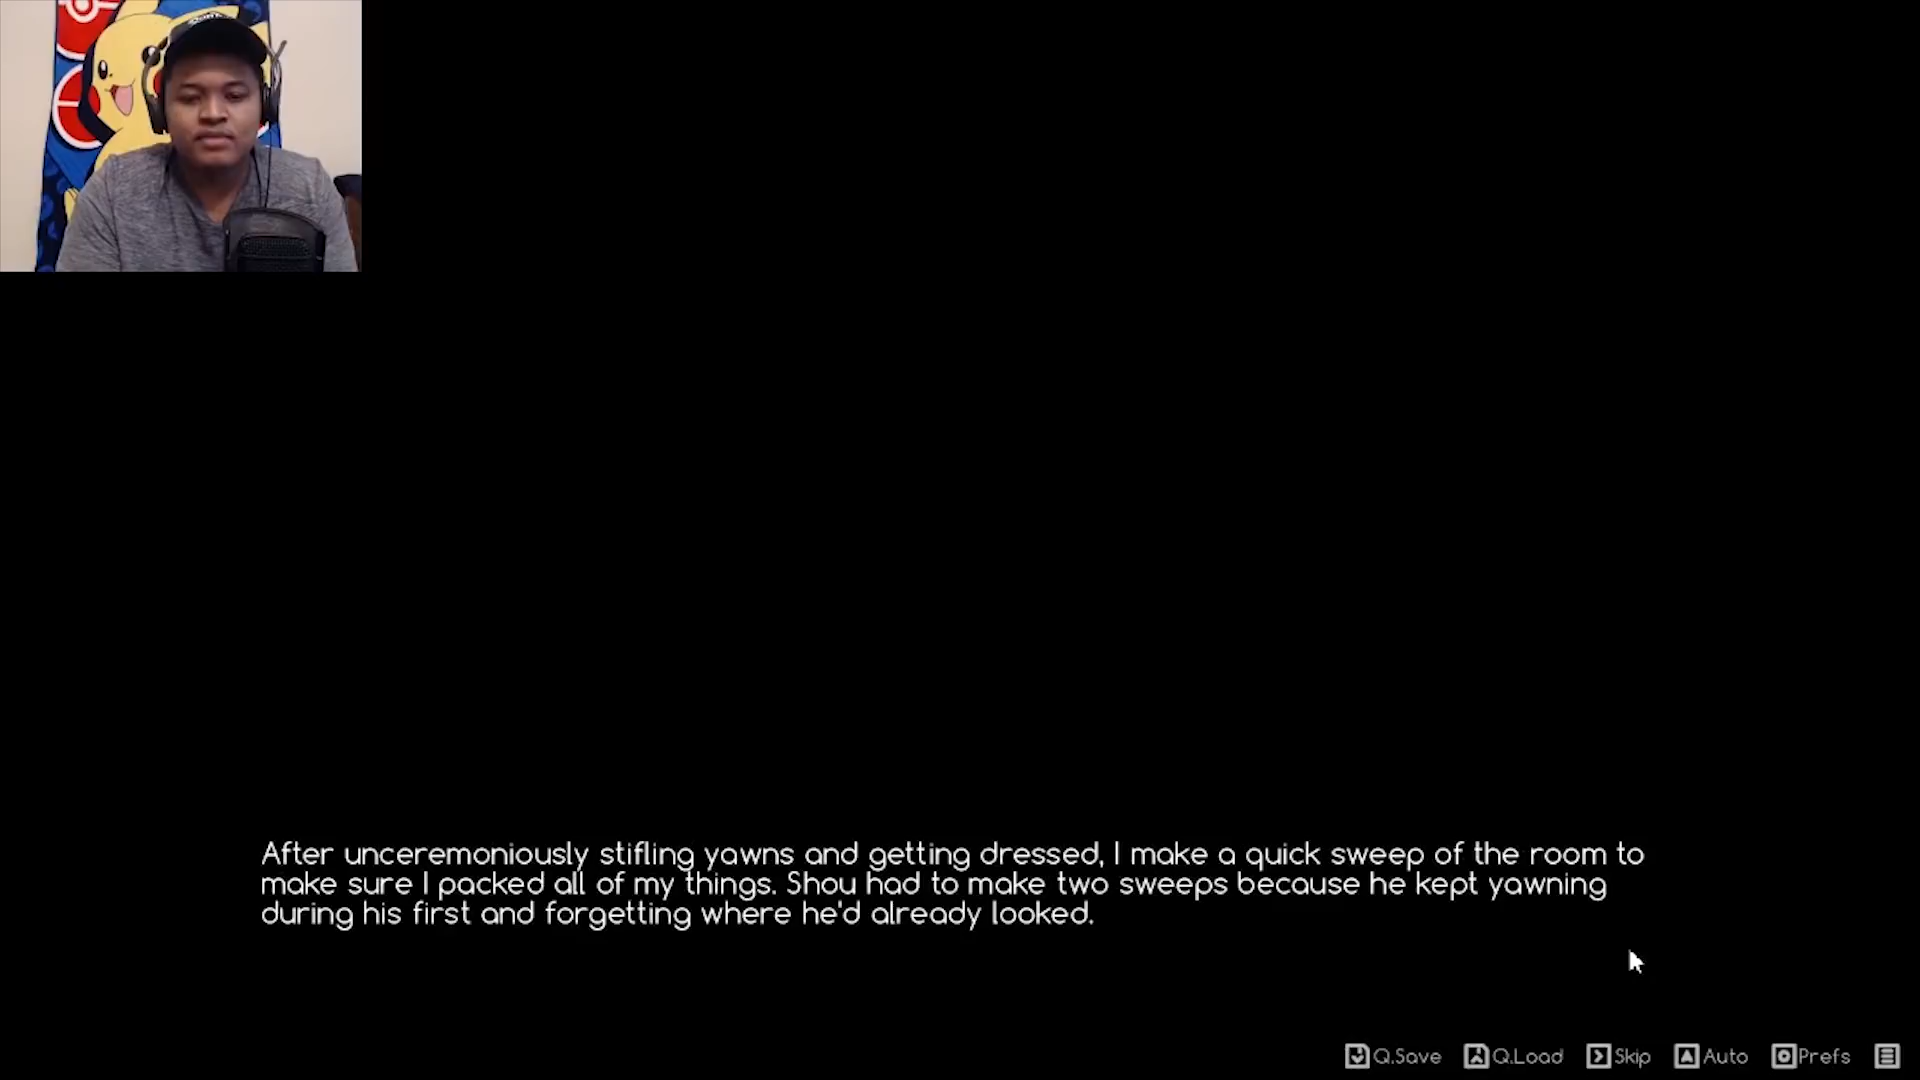 After unceremoniously stifling yawns and getting dressed, I make a quick sweep of the room to
make sure I packed all of my things. Shou had to make two sweeps because he kept yawning
during his first and forgetting where he'd already looked.
Q.Save Q.Load Skip Auto Prefs